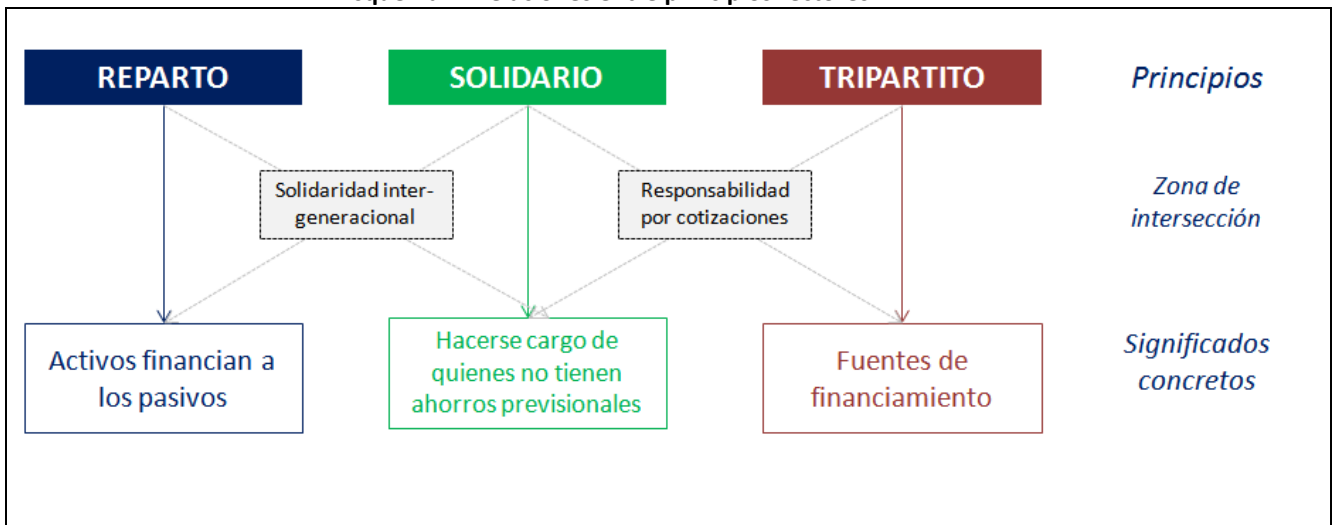 REPARTO
SOLIDARIO
TRIPARTITO
Principios
Solidaridad inter-
generacional
Responsabilidad
por cotizaciones
Zona de
intersección
Activos financian a
los pasivos
Hacerse cargo de
quienes no tienen
ahorros previsionales
Fuentes de
financiamiento
Significados
concretos